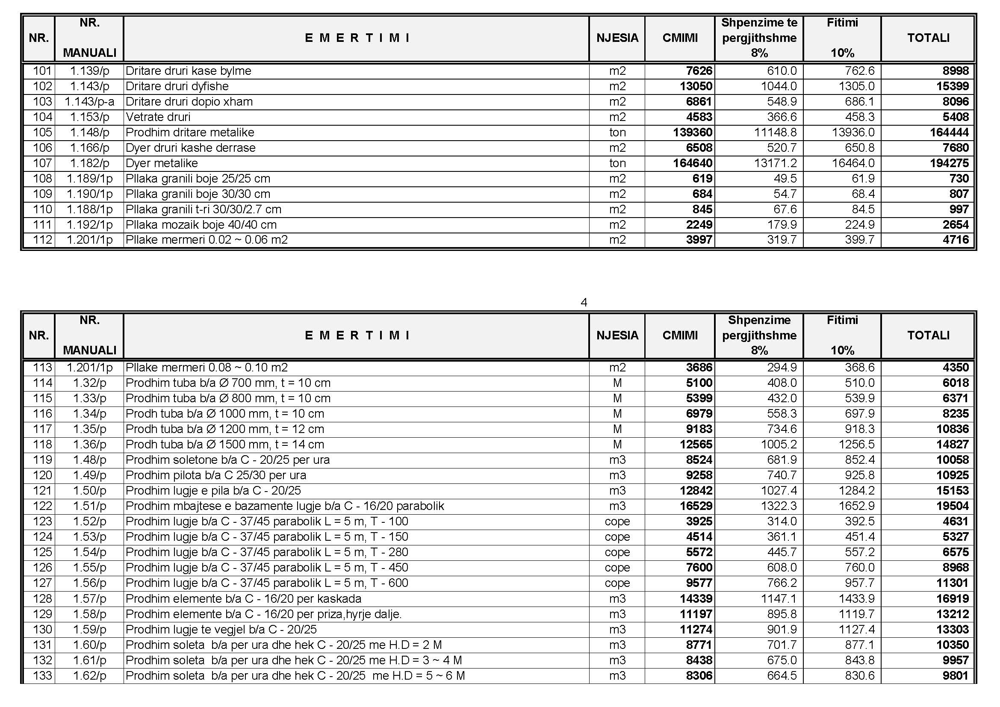 NR. NR. MANUALI E M E R T I M I NJESIA CMIMI Shpenzime te pergjithshme 8% Fitimi 10% TOTALI
101 1.139/p Dritare druri kase bylme m2 7626 610.0 762.6 8998
102 1.143/p Dritare druri dyfishe m2 13050 1044.0 1305.0 15399
103 1.143/p-a Dritare druri dopio xham m2 6861 548.9 686.1 8096
104 1.153/p Vetrate druri m2 4583 366.6 458.3 5408
105 1.148/p Prodhim dritare metalike ton 139360 11148.8 13936.0 164444
106 1.166/p Dyer druri kashe derrase m2 6508 520.7 650.8 7680
107 1.182/p Dyer metalike ton 164640 13171.2 16464.0 194275
108 1.189/1p Pllaka granili boje 25/25 cm m2 619 49.5 61.9 730
109 1.190/1p Pllaka granili boje 30/30 cm m2 684 54.7 68.4 807
110 1.188/1p Pllaka granili t-ri 30/30/2.7 cm m2 845 67.6 84.5 997
111 1.192/1p Pllaka mozaik boje 40/40 cm m2 2249 179.9 224.9 2654
112 1.201/1p Pllake mermeri 0.02 ~ 0.06 m2 m2 3997 319.7 399.7 4716
4
NR. NR. MANUALI E M E R T I M I NJESIA CMIMI Shpenzime pergjithshme 8% Fitimi 10% TOTALI
113 1.201/1p Pllake mermeri 0.08 ~ 0.10 m2 m2 3686 294.9 368.6 4350
114 1.32/p Prodhim tuba b/a Ø 700 mm, t = 10 cm M 5100 408.0 510.0 6018
115 1.33/p Prodhim tuba b/a Ø 800 mm, t = 10 cm M 5399 432.0 539.9 6371
116 1.34/p Prodh tuba b/a Ø 1000 mm, t = 10 cm M 6979 558.3 697.9 8235
117 1.35/p Prodh tuba b/a Ø 1200 mm, t = 12 cm M 9183 734.6 918.3 10836
118 1.36/p Prodh tuba b/a Ø 1500 mm, t = 14 cm M 12565 1005.2 1256.5 14827
119 1.48/p Prodhim soletone b/a C - 20/25 per ura m3 8524 681.9 852.4 10058
120 1.49/p Prodhim pilota b/a C 25/30 per ura m3 9258 740.7 925.8 10925
121 1.50/p Prodhim lugje e pila b/a C - 20/25 m3 12842 1027.4 1284.2 15153
122 1.51/p Prodhim mbajtese e bazamente lugje b/a C - 16/20 parabolik m3 16529 1322.3 1652.9 19504
123 1.52/p Prodhim lugje b/a C - 37/45 parabolik L = 5 m, T - 100 cope 3925 314.0 392.5 4631
124 1.53/p Prodhim lugje b/a C - 37/45 parabolik L = 5 m, T - 150 cope 4514 361.1 451.4 5327
125 1.54/p Prodhim lugje b/a C - 37/45 parabolik L = 5 m, T - 280 cope 5572 445.7 557.2 6575
126 1.55/p Prodhim lugje b/a C - 37/45 parabolik L = 5 m, T - 450 cope 7600 608.0 760.0 8968
127 1.56/p Prodhim lugje b/a C - 37/45 parabolik L = 5 m, T - 600 cope 9577 766.2 957.7 11301
128 1.57/p Prodhim elemente b/a C - 16/20 per kaskada m3 14339 1147.1 1433.9 16919
129 1.58/p Prodhim elemente b/a C - 16/20 per priza,hyrje dalje. m3 11197 895.8 1119.7 13212
130 1.59/p Prodhim lugje te vegjel b/a C - 20/25 m3 11274 901.9 1127.4 13303
131 1.60/p Prodhim soleta b/a per ura dhe hek C - 20/25 me H.D = 2 M m3 8771 701.7 877.1 10350
132 1.61/p Prodhim soleta b/a per ura dhe hek C - 20/25 me H.D = 3 ~ 4 M m3 8438 675.0 843.8 9957
133 1.62/p Prodhim soleta b/a per ura dhe hek C - 20/25 me H.D = 5 ~ 6 M m3 8306 664.5 830.6 9801